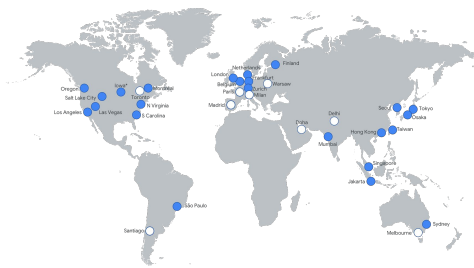 Finland
Netherlands
London
Frankfurt
Belgium
Warsaw
Zurich
Paris
Milan
Madrid
Oregon
Iowa
Montréal
Toronto
Salt Lake City
N Virginia
Los Angeles
Las Vegas
S Carolina
Doha
Delhi
Mumbai
Seoul
Tokyo
Osaka
Hong Kong
Taiwan
Singapore
Jakarta
São Paulo
Santiago
Sydney
Melbourne